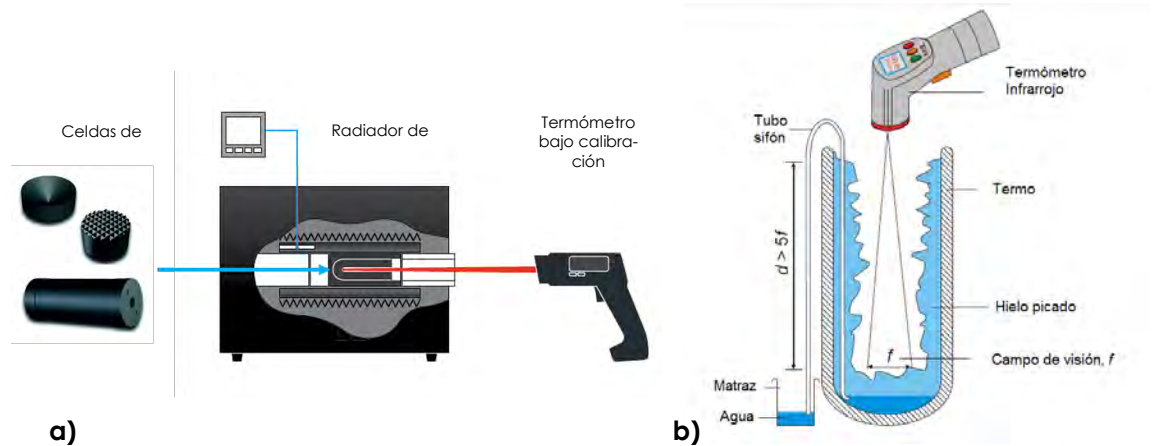 Celdas de
Radiador de
Termómetro
bajo calibra-
ción
a)
Termómetro
Infrarrojo
Tubo
sifón
Termo
d > 5f
Hielo picado
f
Campo de visión, f
Matraz
Agua
b)